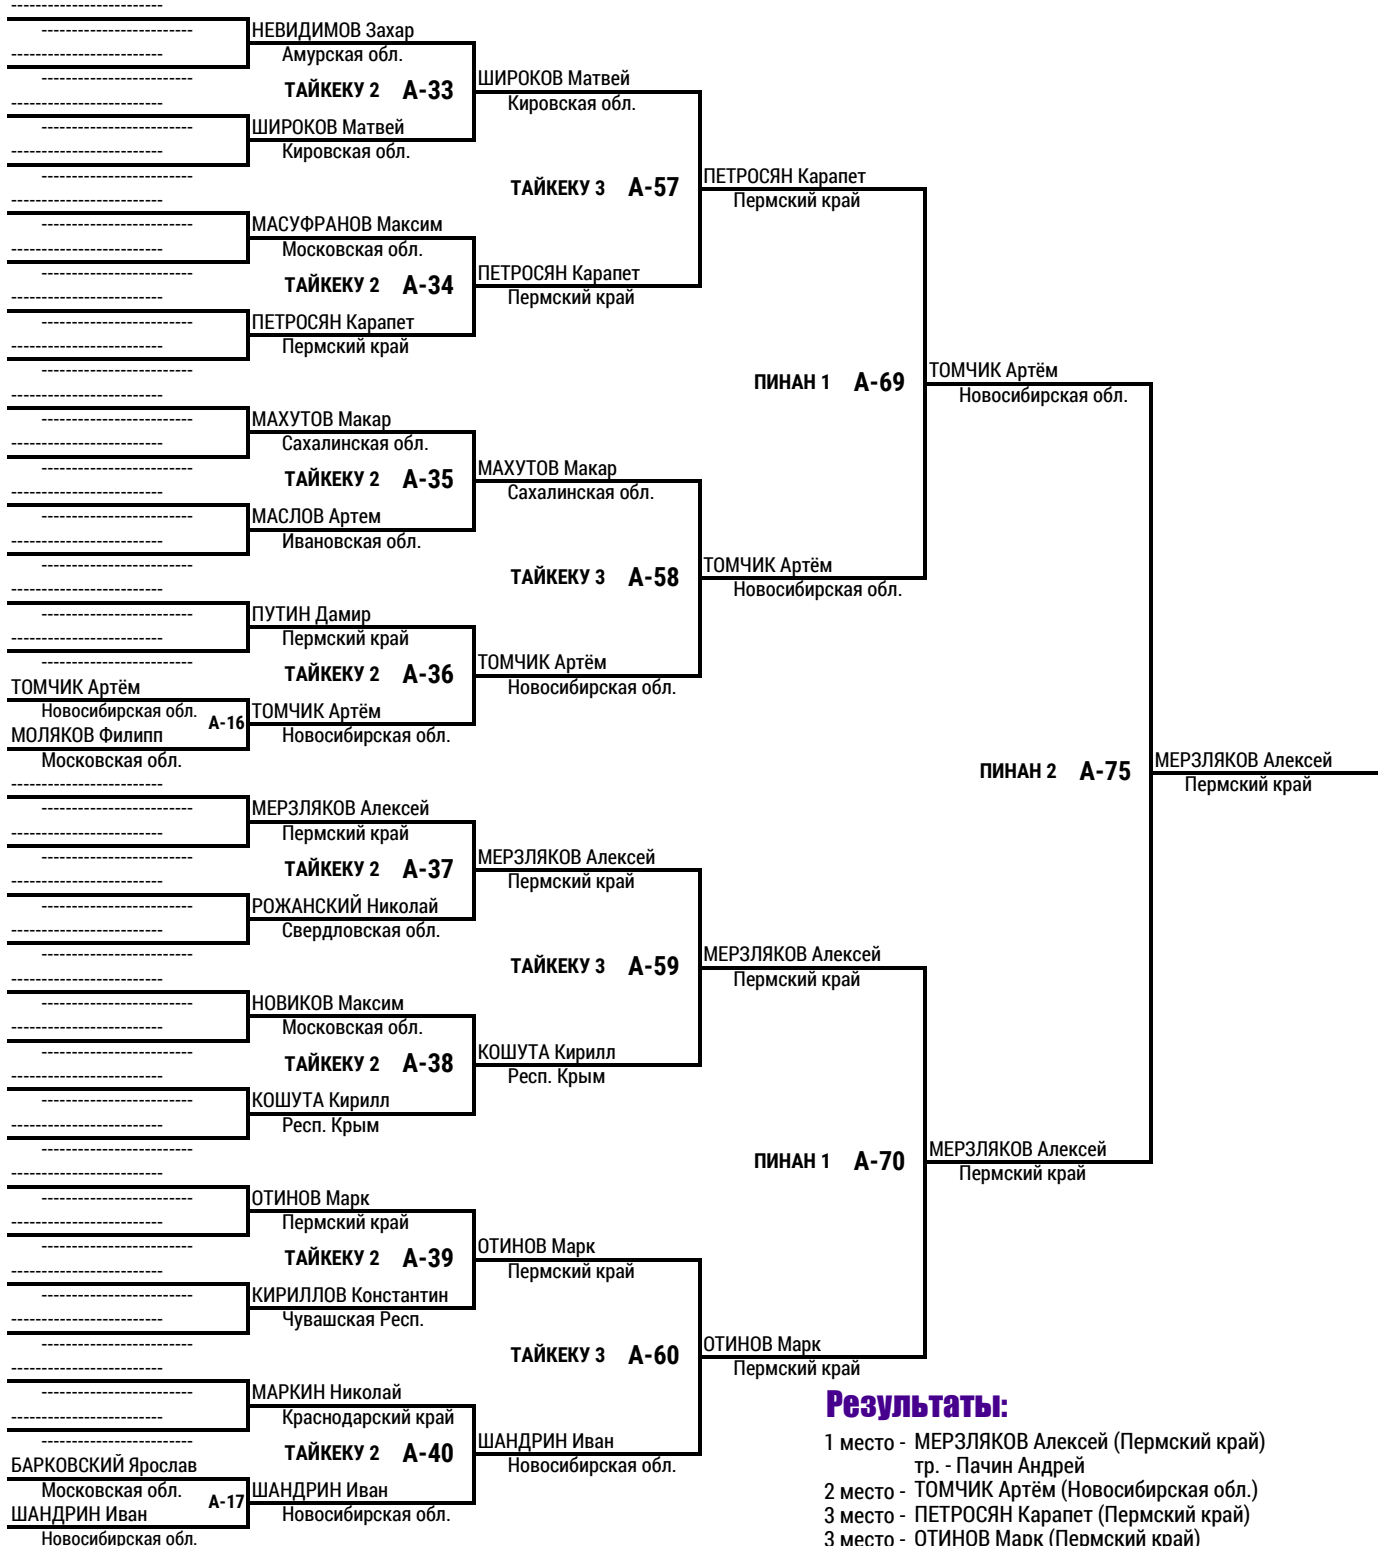 НЕВИДИМОВ Захар
Амурская обл.
ТАЙКЕКУ 2 A-33
ШИРОКОВ Матвей
Кировская обл.
ШИРОКОВ Матвей
Кировская обл.
ТАЙКЕКУ 3 A-57
ПЕТРОСЯН Карапет
Пермский край
МАСУФРАНОВ Максим
Московская обл.
ТАЙКЕКУ 2 A-34
ПЕТРОСЯН Карапет
Пермский край
ПЕТРОСЯН Карапет
Пермский край
ПИНАН 1 A-69
ТОМЧИК Артём
Новосибирская обл.
МАХУТОВ Макар
Сахалинская обл.
ТАЙКЕКУ 2 A-35
МАХУТОВ Макар
Сахалинская обл.
МАСЛОВ Артем
Ивановская обл.
ТАЙКЕКУ 3 A-58
ТОМЧИК Артём
Новосибирская обл.
ПУТИН Дамир
Пермский край
ТАЙКЕКУ 2 A-36
ТОМЧИК Артём
Новосибирская обл.
ТОМЧИК Артём
Новосибирская обл.
A-16
МОЛЯКОВ Филипп
Московская обл.
ТОМЧИК Артём
Новосибирская обл.
ПИНАН 2 A-75
МЕРЗЛЯКОВ Алексей
Пермский край
МЕРЗЛЯКОВ Алексей
Пермский край
ТАЙКЕКУ 2 A-37
МЕРЗЛЯКОВ Алексей
Пермский край
РОЖАНСКИЙ Николай
Свердловская обл.
ТАЙКЕКУ 3 A-59
МЕРЗЛЯКОВ Алексей
Пермский край
НОВИКОВ Максим
Московская обл.
ТАЙКЕКУ 2 A-38
КОШУТА Кирилл
Респ. Крым
КОШУТА Кирилл
Респ. Крым
ПИНАН 1 A-70
МЕРЗЛЯКОВ Алексей
Пермский край
ОТИНОВ Марк
Пермский край
ТАЙКЕКУ 2 A-39
ОТИНОВ Марк
Пермский край
КИРИЛЛОВ Константин
Чувашская Респ.
ТАЙКЕКУ 3 A-60
ОТИНОВ Марк
Пермский край
МАРКИН Николай
Краснодарский край
ТАЙКЕКУ 2 A-40
ШАНДРИН Иван
Новосибирская обл.
БАРКОВСКИЙ Ярослав
Московская обл.
A-17
ШАНДРИН Иван
Новосибирская обл.
ШАНДРИН Иван
Новосибирская обл.
Результаты:
1 место - МЕРЗЛЯКОВ Алексей (Пермский край)
тр. - Пачин Андрей
2 место - ТОМЧИК Артём (Новосибирская обл.)
3 место - ПЕТРОСЯН Карапет (Пермский край)
3 место - ОТИНОВ Марк (Пермский край)